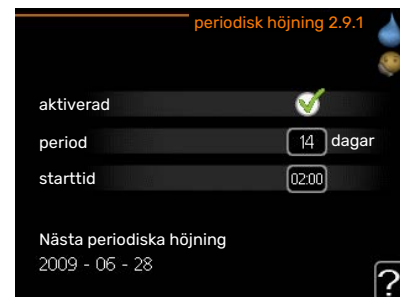 periodisk höjning 2.9.1
aktiverad
period 14 dagar
starttid 02:00
Nästa periodiska höjning
2009 - 06 - 28
?